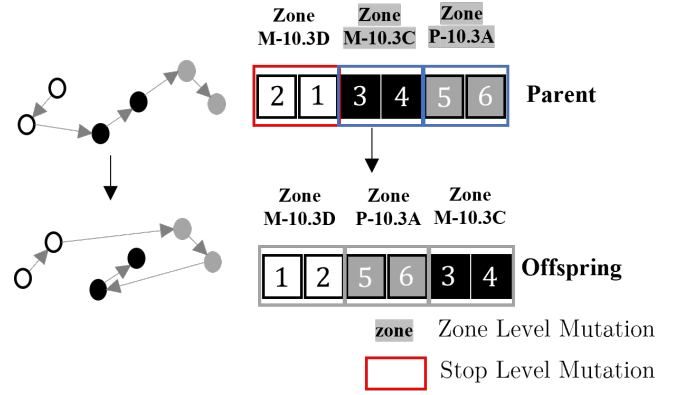 Zone Zone Zone
M-10.3D M-10.3C P-10.3A
2 1 3 4 5 6 Parent
Zone Zone Zone
M-10.3D P-10.3A M-10.3C
1 2 5 6 3 4 Offspring
zone Zone Level Mutation
Stop Level Mutation